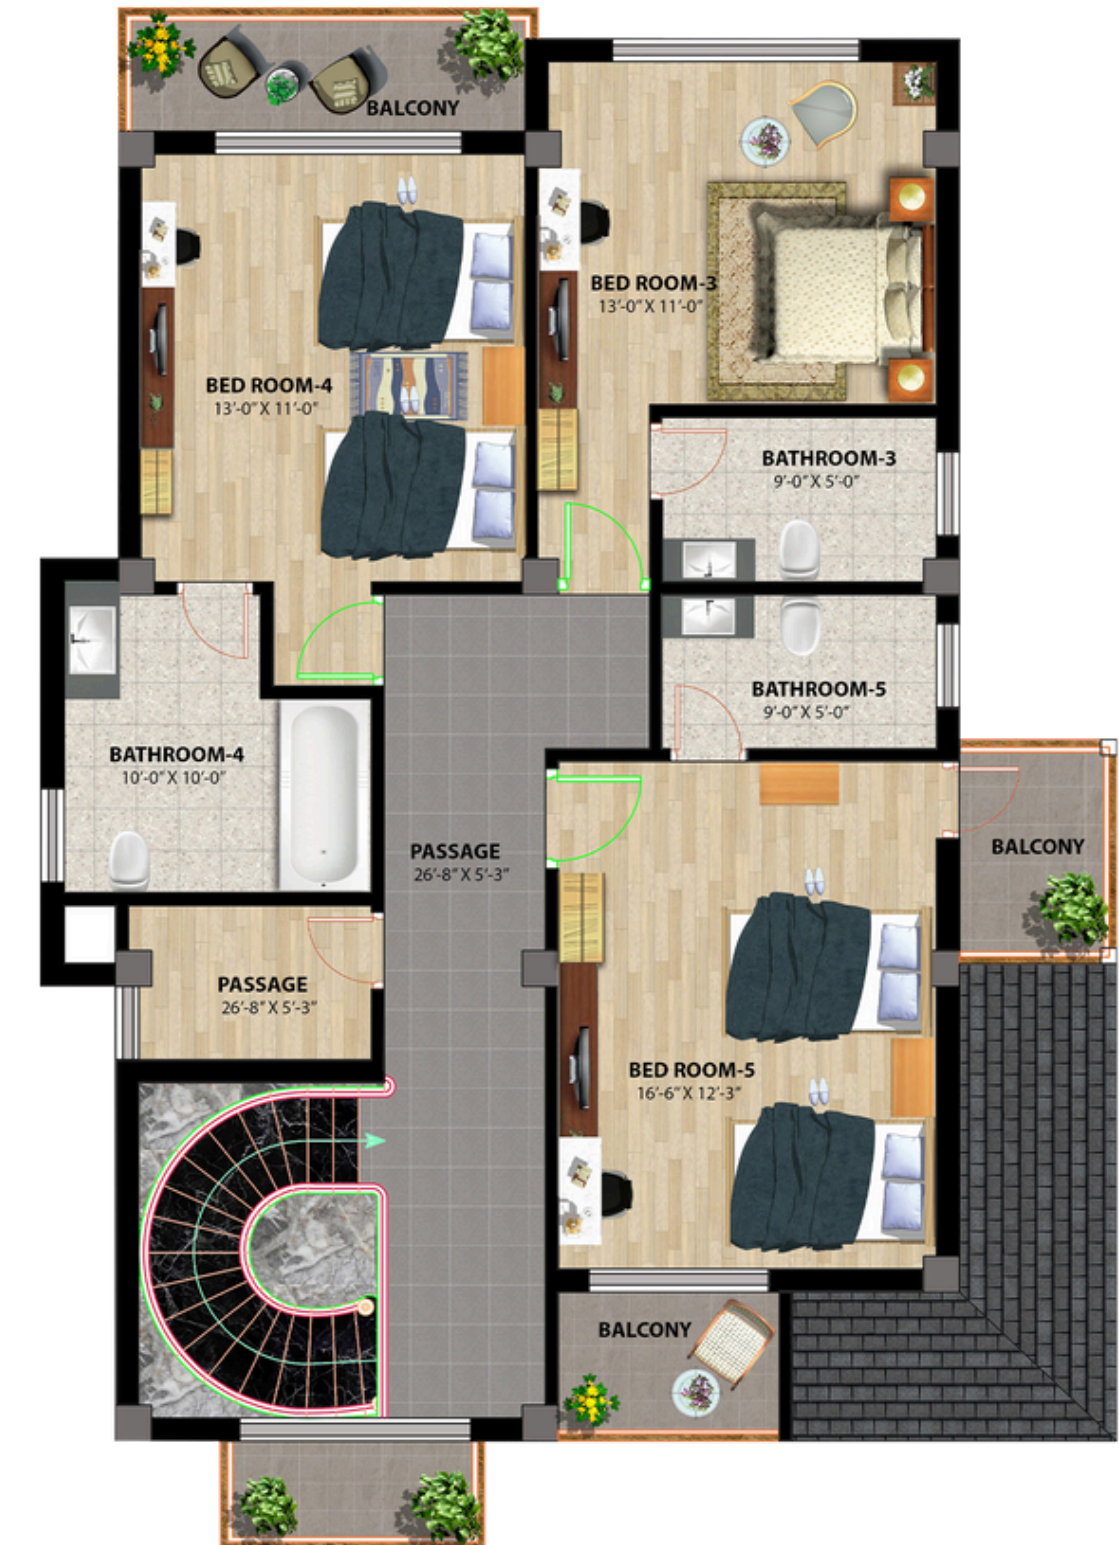 BALCONY
BED ROOM-3
13'-0" X 11'-0"
BED ROOM-4
13'-0" X 11'-0"
BATHROOM-3
9'-0" X 5'-0"
BATHROOM-5
9'-0" X 5'-0"
BATHROOM-4
10'-0" X 10'-0"
PASSAGE
26'-8" X 5'-3"
BALCONY
PASSAGE
26'-8" X 5'-3"
BED ROOM-5
16'-6" X 12'-3"
BALCONY